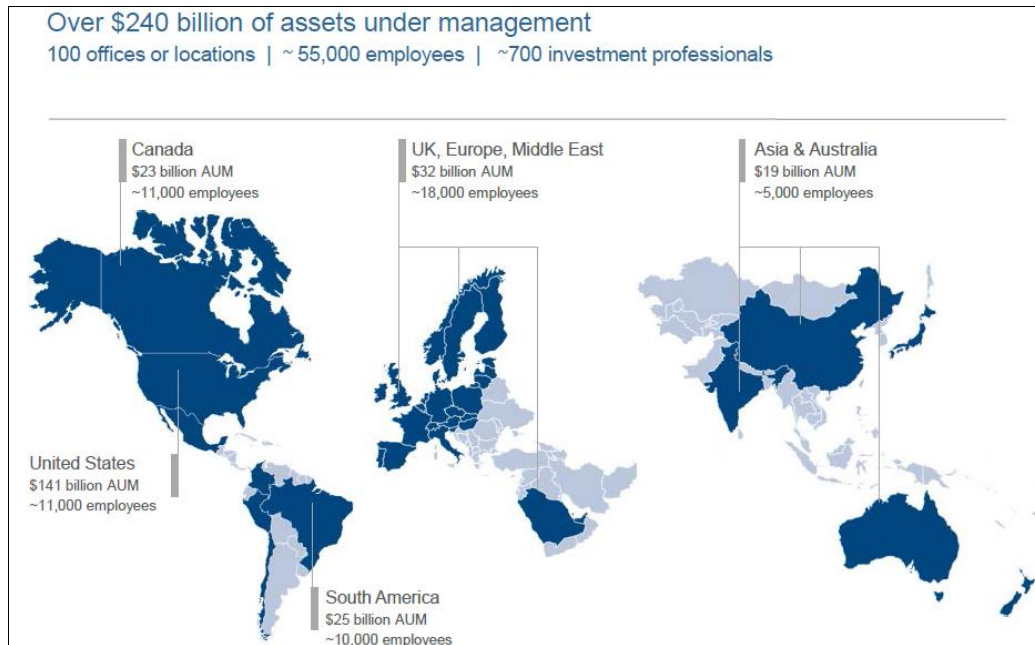 Over $240 billion of assets under management
100 offices or locations | ~ 55,000 employees | ~700 investment professionals
Canada
$23 billion AUM
~11,000 employees
UK, Europe, Middle East
$32 billion AUM
~18,000 employees
Asia & Australia
$19 billion AUM
~5,000 employees
United States
$141 billion AUM
~11,000 employees
South America
$25 billion AUM
~10,000 employees